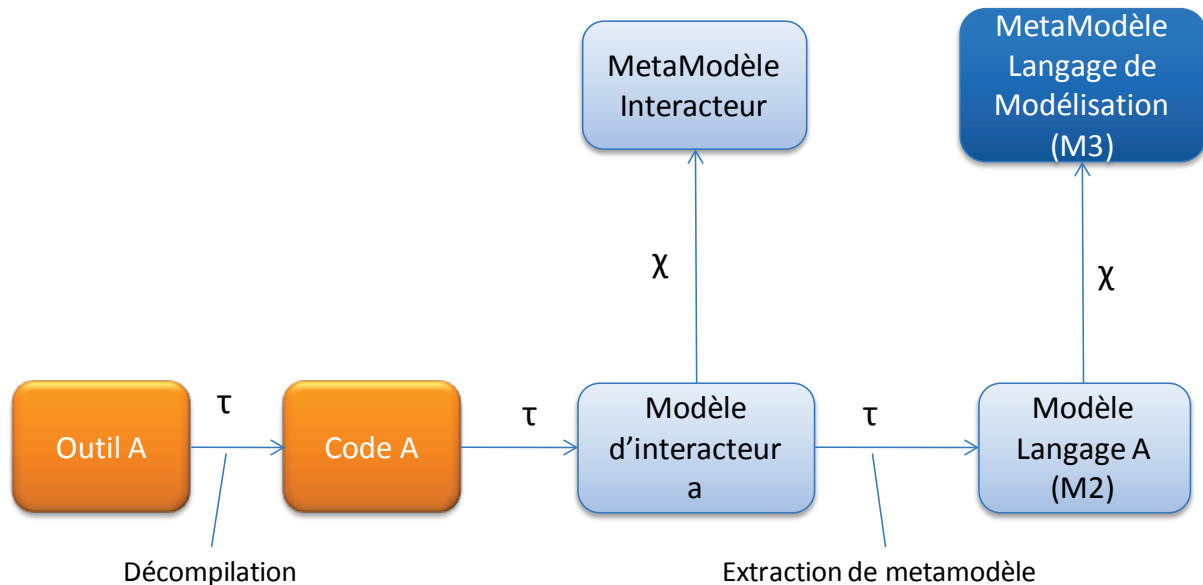 MetaModèle
Interacteur
MetaModèle
Langage de
Modélisation
(M3)
χ
χ
Outil A
τ
Code A
τ
Modèle
d’interacteur
a
τ
Modèle
Langage A
(M2)
Décompilation
Extraction de metamodèle